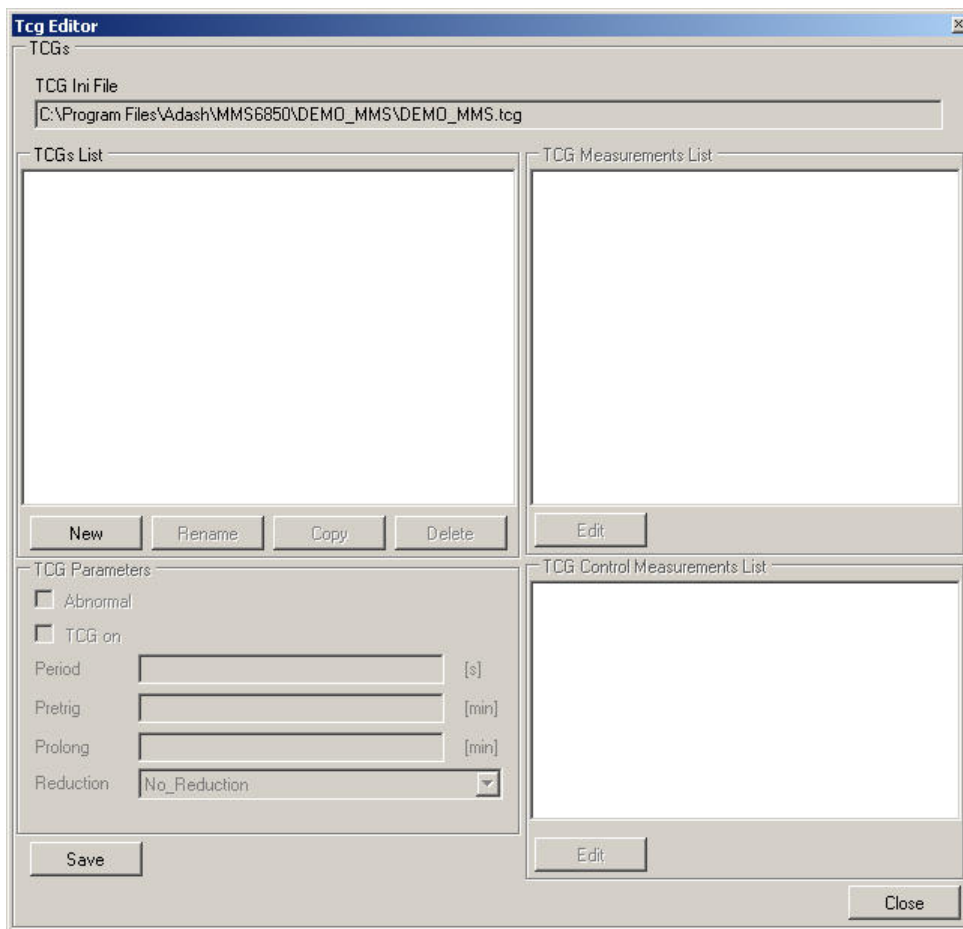 Tcg Editor
TCGs
TCG Ini File
C:\Program Files\Adash\MMS6850\DEMO_MMS\DEMO_MMS.tcg
TCGs List
New Rename Copy Delete
TCG Measurements List
Edit
TCG Parameters
Abnormal
TCG on
Period [s]
Pretrig [min]
Prolong [min]
Reduction No_Reduction
Save
TCG Control Measurements List
Edit
Close